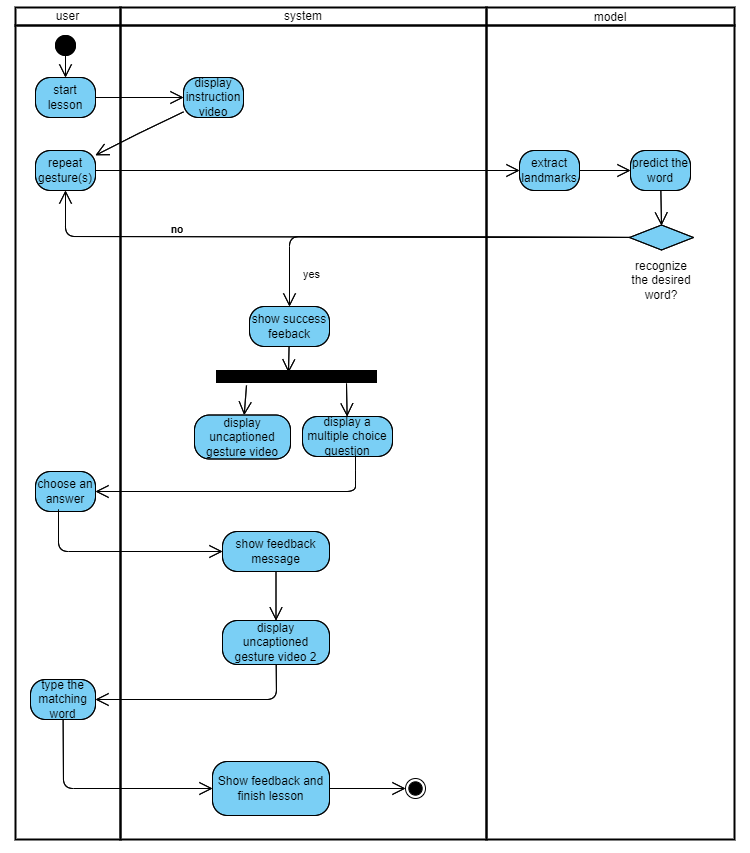 user
system
model
start
lesson
display
instruction
video
repeat
gesture(s)
extract
landmarks
predict the
word
no
recognize
the desired
word?
yes
show success
feeback
display
uncaptioned
gesture video
display a
multiple choice
question
choose an
answer
show feedback
message
display
uncaptioned
gesture video 2
type the
matching
word
Show feedback and
finish lesson